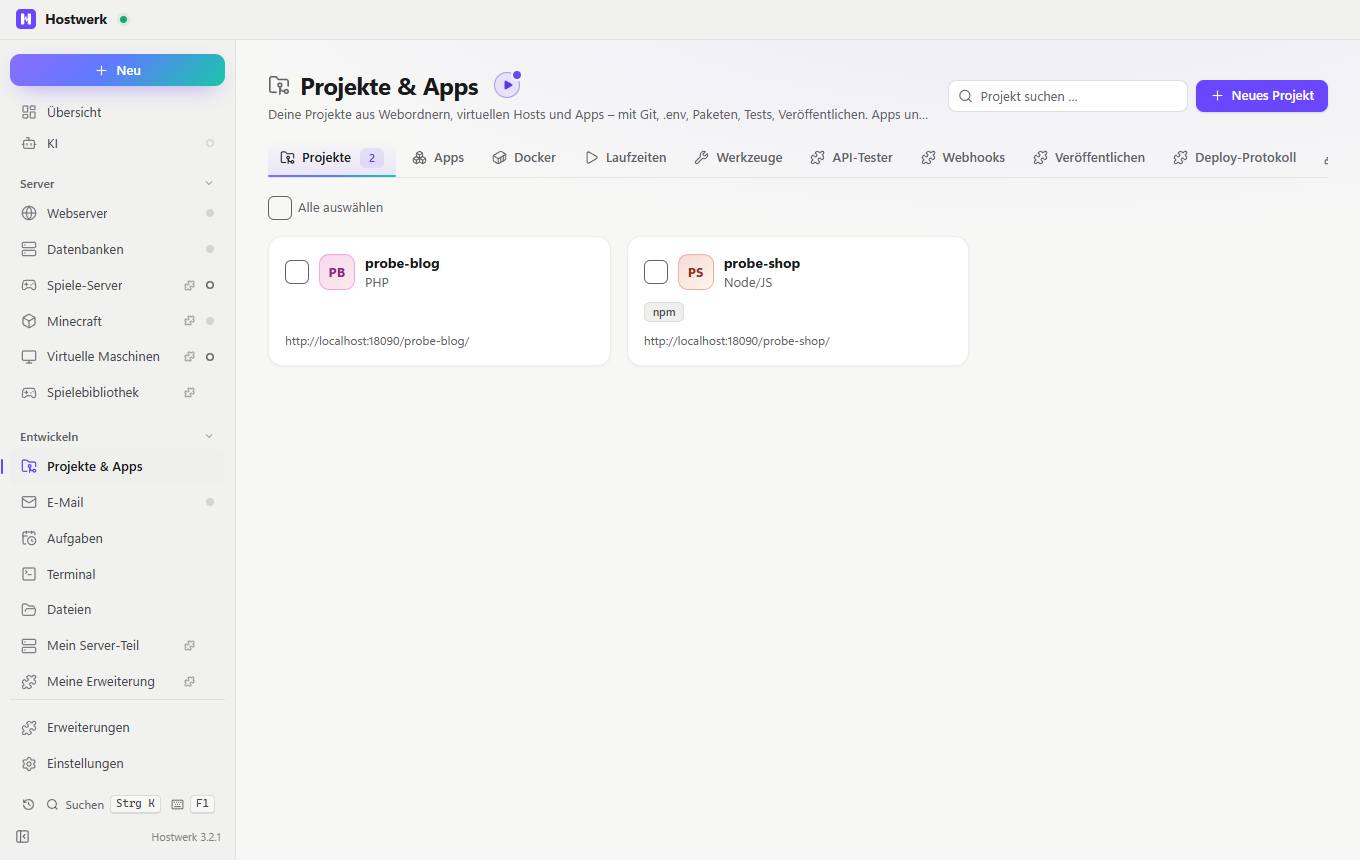 Hostwerk
Neu
Übersicht
KI
Server
Webserver
Datenbanken
Spiele-Server
Minecraft
Virtuelle Maschinen
Spielebibliothek
Entwickeln
Projekte & Apps
E-Mail
Aufgaben
Terminal
Dateien
Mein Server-Teil
Meine Erweiterung
Erweiterungen
Einstellungen
Suchen Strg K F1
Hostwerk 3.2.1
Projekte & Apps
Deine Projekte aus Webordnern, virtuellen Hosts und Apps – mit Git, .env, Paketen, Tests, Veröffentlichen. Apps un...
Projekt suchen ...
Neues Projekt
Projekte 2 Apps Docker Laufzeiten Werkzeuge API-Tester Webhooks Veröffentlichen Deploy-Protokoll
Alle auswählen
PB probe-blog
PHP
http://localhost:18090/probe-blog/
PS probe-shop
Node/JS
npm
http://localhost:18090/probe-shop/